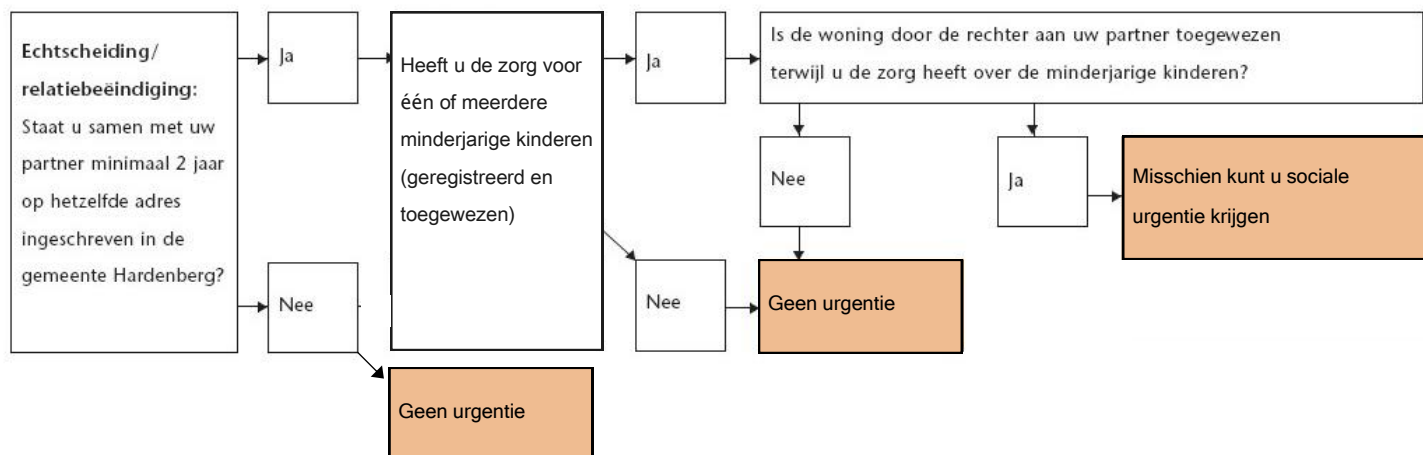 Echtscheiding/
relatiebeëindiging:
Staat u samen met uw
partner minimaal 2 jaar
op hetzelfde adres
ingeschreven in de
gemeente Hardenberg?
Ja
Nee
Geen urgentie
Heeft u de zorg voor
één of meerdere
minderjarige kinderen
(geregistreerd en
toegewezen)
Ja
Nee
Is de woning door de rechter aan uw partner toegewezen
terwijl u de zorg heeft over de minderjarige kinderen?
Nee
Geen urgentie
Ja
Misschien kunt u sociale
urgentie krijgen